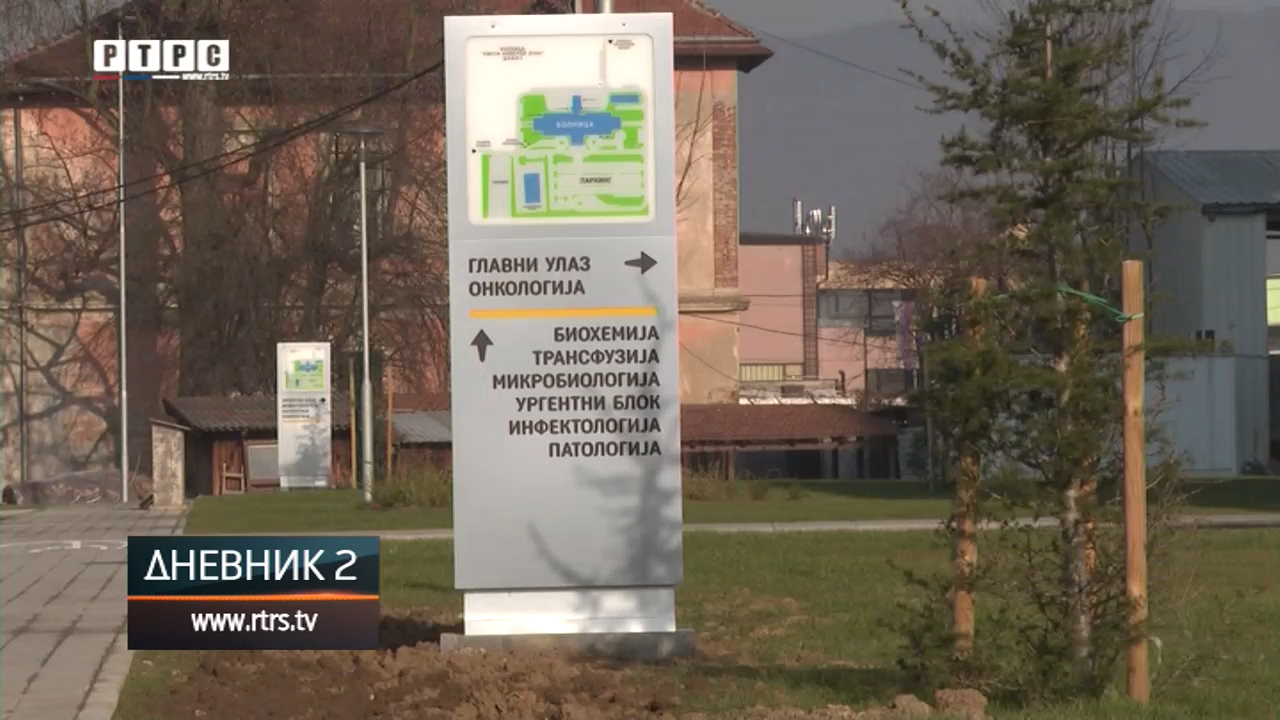 РТРС
www.rtrs.tv
БОЛНИЦА
ПАРКИНГ
ГЛАВНИ УЛАЗ
ОНКОЛОГИЈА
БИОХЕМИЈА
ТРАНСФУЗИЈА
МИКРОБИОЛОГИЈА
УРГЕНТНИ БЛОК
ИНФЕКТОЛОГИЈА
ПАТОЛОГИЈА
ДНЕВНИК 2
www.rtrs.tv